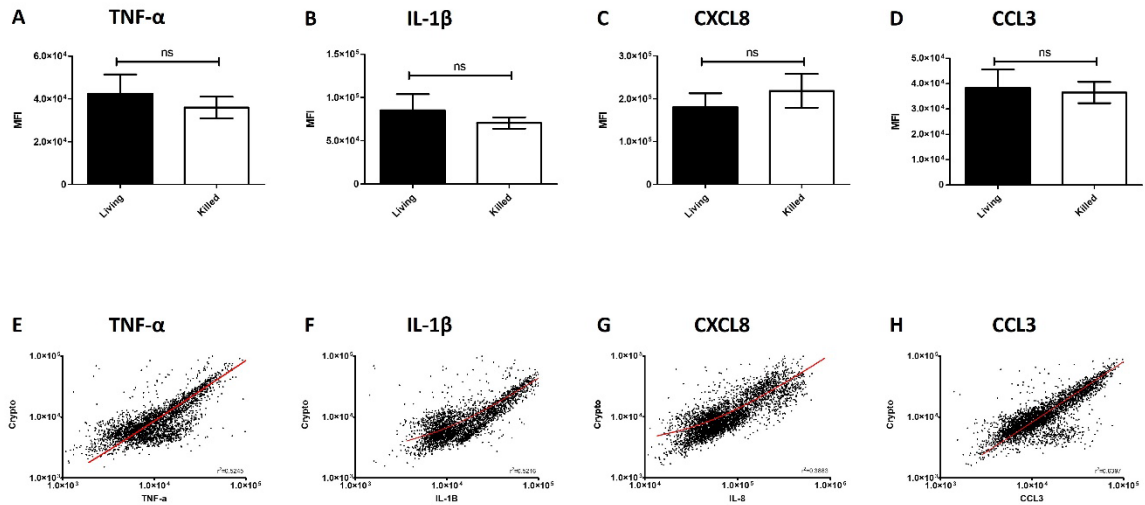 A TNF-α
6.0×10⁴
4.0×10⁴
2.0×10⁴
0
MFI
ns
Living
Killed
B IL-1β
1.5×10⁵
1.0×10⁵
5.0×10⁴
0
MFI
ns
Living
Killed
C CXCL8
3.0×10⁵
2.0×10⁵
1.0×10⁵
0
MFI
ns
Living
Killed
D CCL3
5.0×10⁴
4.0×10⁴
3.0×10⁴
2.0×10⁴
1.0×10⁴
0
MFI
ns
Living
Killed
E TNF-α
1.0×10⁵
1.0×10⁴
1.0×10³
Crypto
r²=0.5245
1.0×10³ 1.0×10⁴ 1.0×10⁵
TNF-a
F IL-1β
1.0×10⁵
1.0×10⁴
1.0×10³
Crypto
r²=0.5216
1.0×10³ 1.0×10⁴ 1.0×10⁵
IL-1B
G CXCL8
1.0×10⁵
1.0×10⁴
1.0×10³
Crypto
1.0×10⁴ 1.0×10⁵ 1.0×10⁶
IL-8
H CCL3
1.0×10⁵
1.0×10⁴
1.0×10³
Crypto
1.0×10³ 1.0×10⁴ 1.0×10⁵
CCL3